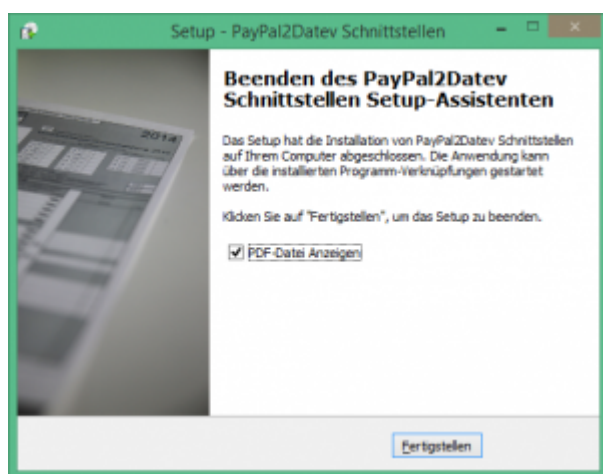 Setup - PayPal2Datev Schnittstellen
2014
Beenden des PayPal2Datev
Schnittstellen Setup-Assistenten
Das Setup hat die Installation von PayPal2Datev Schnittstellen
auf Ihrem Computer abgeschlossen. Die Anwendung kann
über die installierten Programm-Verknüpfungen gestartet
werden.
Klicken Sie auf "Fertigstellen", um das Setup zu beenden.
PDF-Datei Anzeigen
Fertigstellen